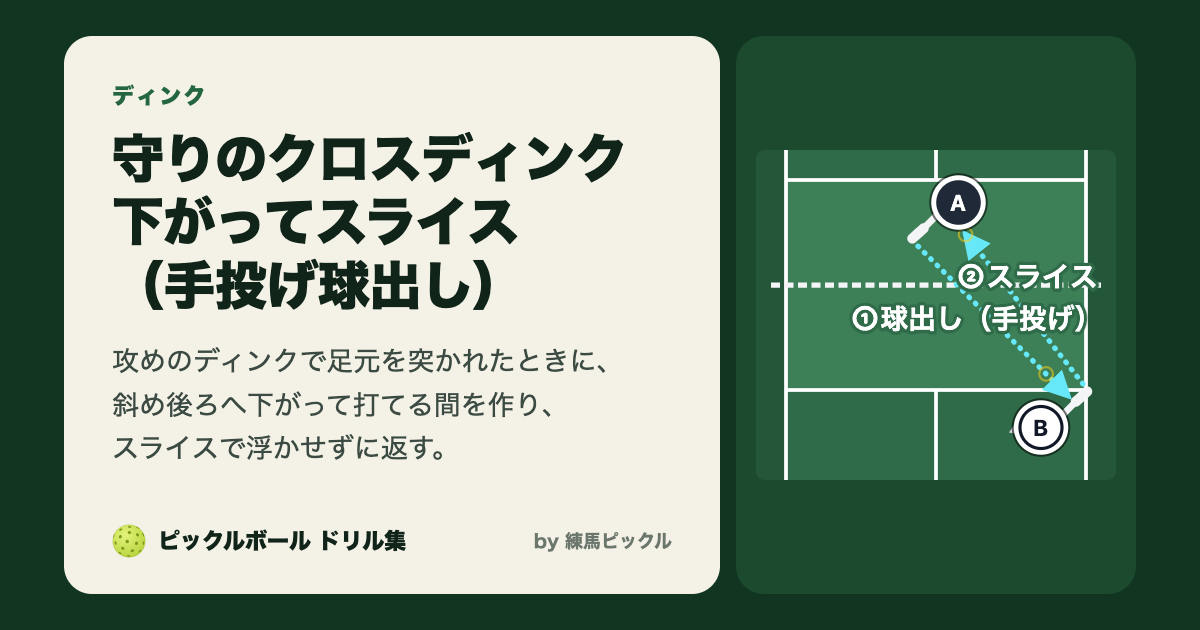 ディンク
守りのクロスディンク
下がってスライス
（手投げ球出し）
攻めのディンクで足元を突かれたときに、
斜め後ろへ下がって打てる間を作り、
スライスで浮かせずに返す。
ピックルボール ドリル集
by 練馬ピックル
A
②スライス
①球出し（手投げ）
B